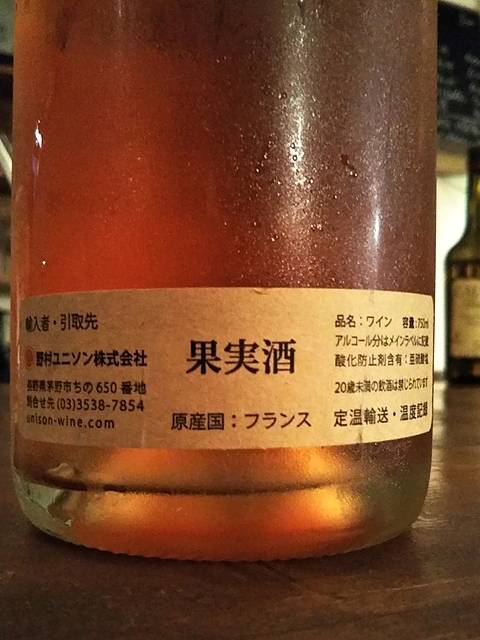 輸入者・引取先
野村ユニソン株式会社
長野県茅野市ちの650番地
問合せ先 (03)3538-7854
unison-wine.com
果実酒
原産国：フランス
品名：ワイン 容量：750ml
アルコール分はメインラベルに記載
酸化防止剤含有：亜硫酸塩
20歳未満の飲酒は禁じられています
定温輸送・温度記録